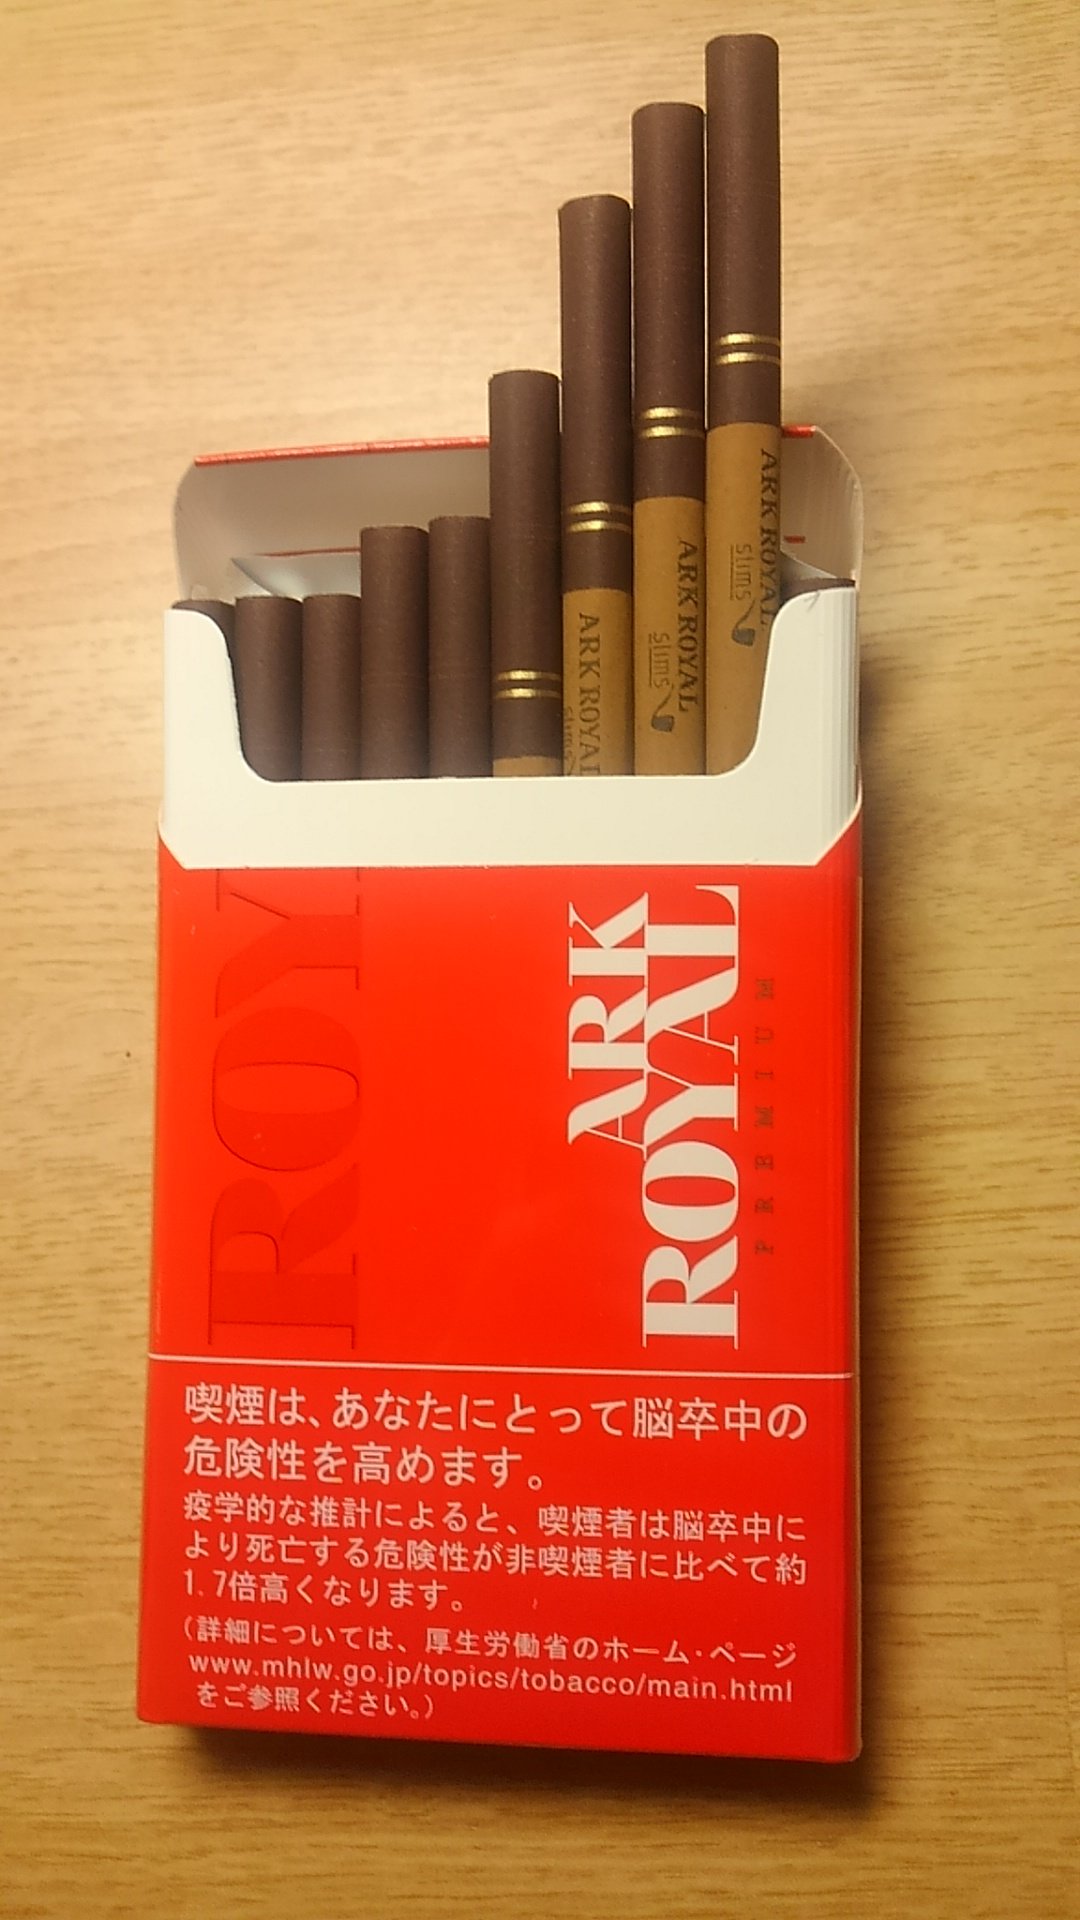 ARK ROYAL
slims
ARK ROYAL
slims
ARK ROYAL
slims
ROY
ARK
ROYAL
PREMIUM
喫煙は、あなたにとって脳卒中の
危険性を高めます。
疫学的な推計によると、喫煙者は脳卒中に
より死亡する危険性が非喫煙者に比べて約
1.7倍高くなります。
(詳細については、厚生労働省のホーム・ページ
www.mhlw.go.jp/topics/tobacco/main.html
をご参照ください。)